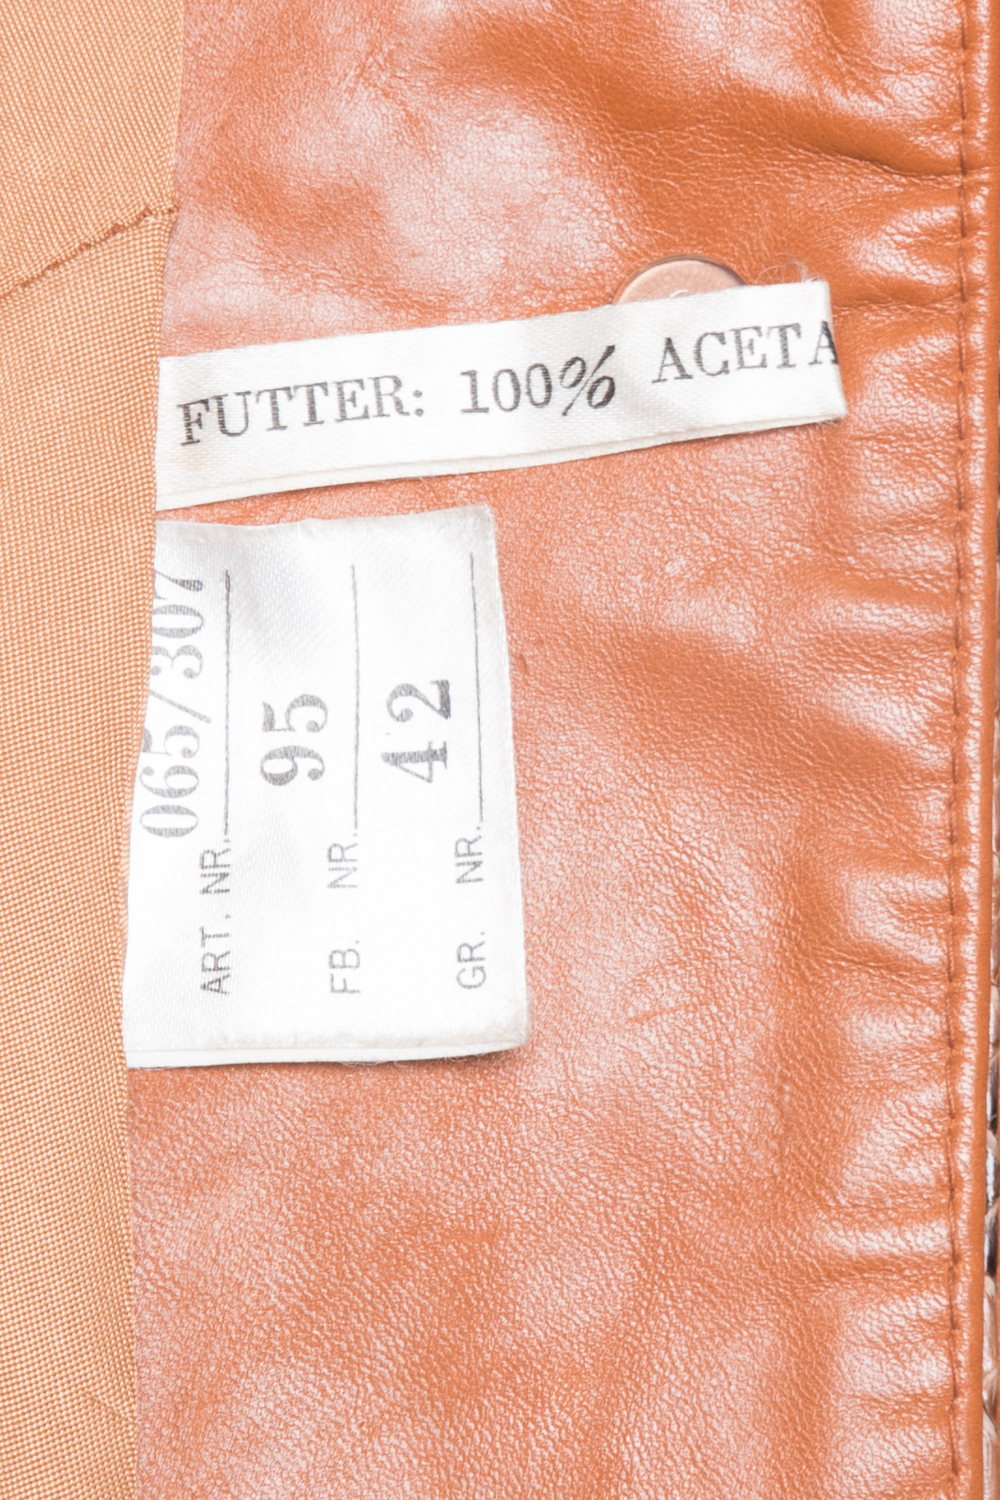 FUTTER: 100% ACETA
ART. NR. 065/307
FB. NR. 95
GR. NR. 42